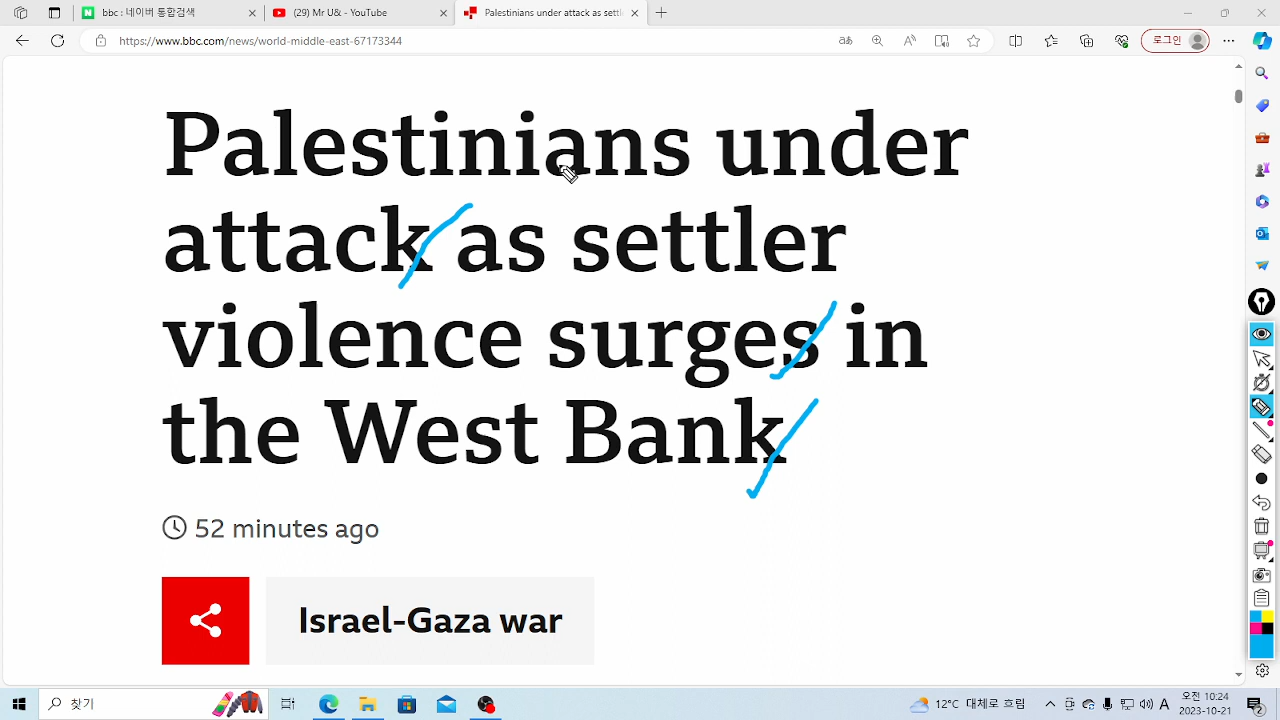 bbc : 네이버 통합검색
(29) Mr U& - YouTube
Palestinians under attack as settl
https://www.bbc.com/news/world-middle-east-67173344
로그인
Palestinians under
attack as settler
violence surges in
the West Bank
52 minutes ago
Israel-Gaza war
찾기
12°C 대체로 흐림
A
오전 10:24
2023-10-21
2